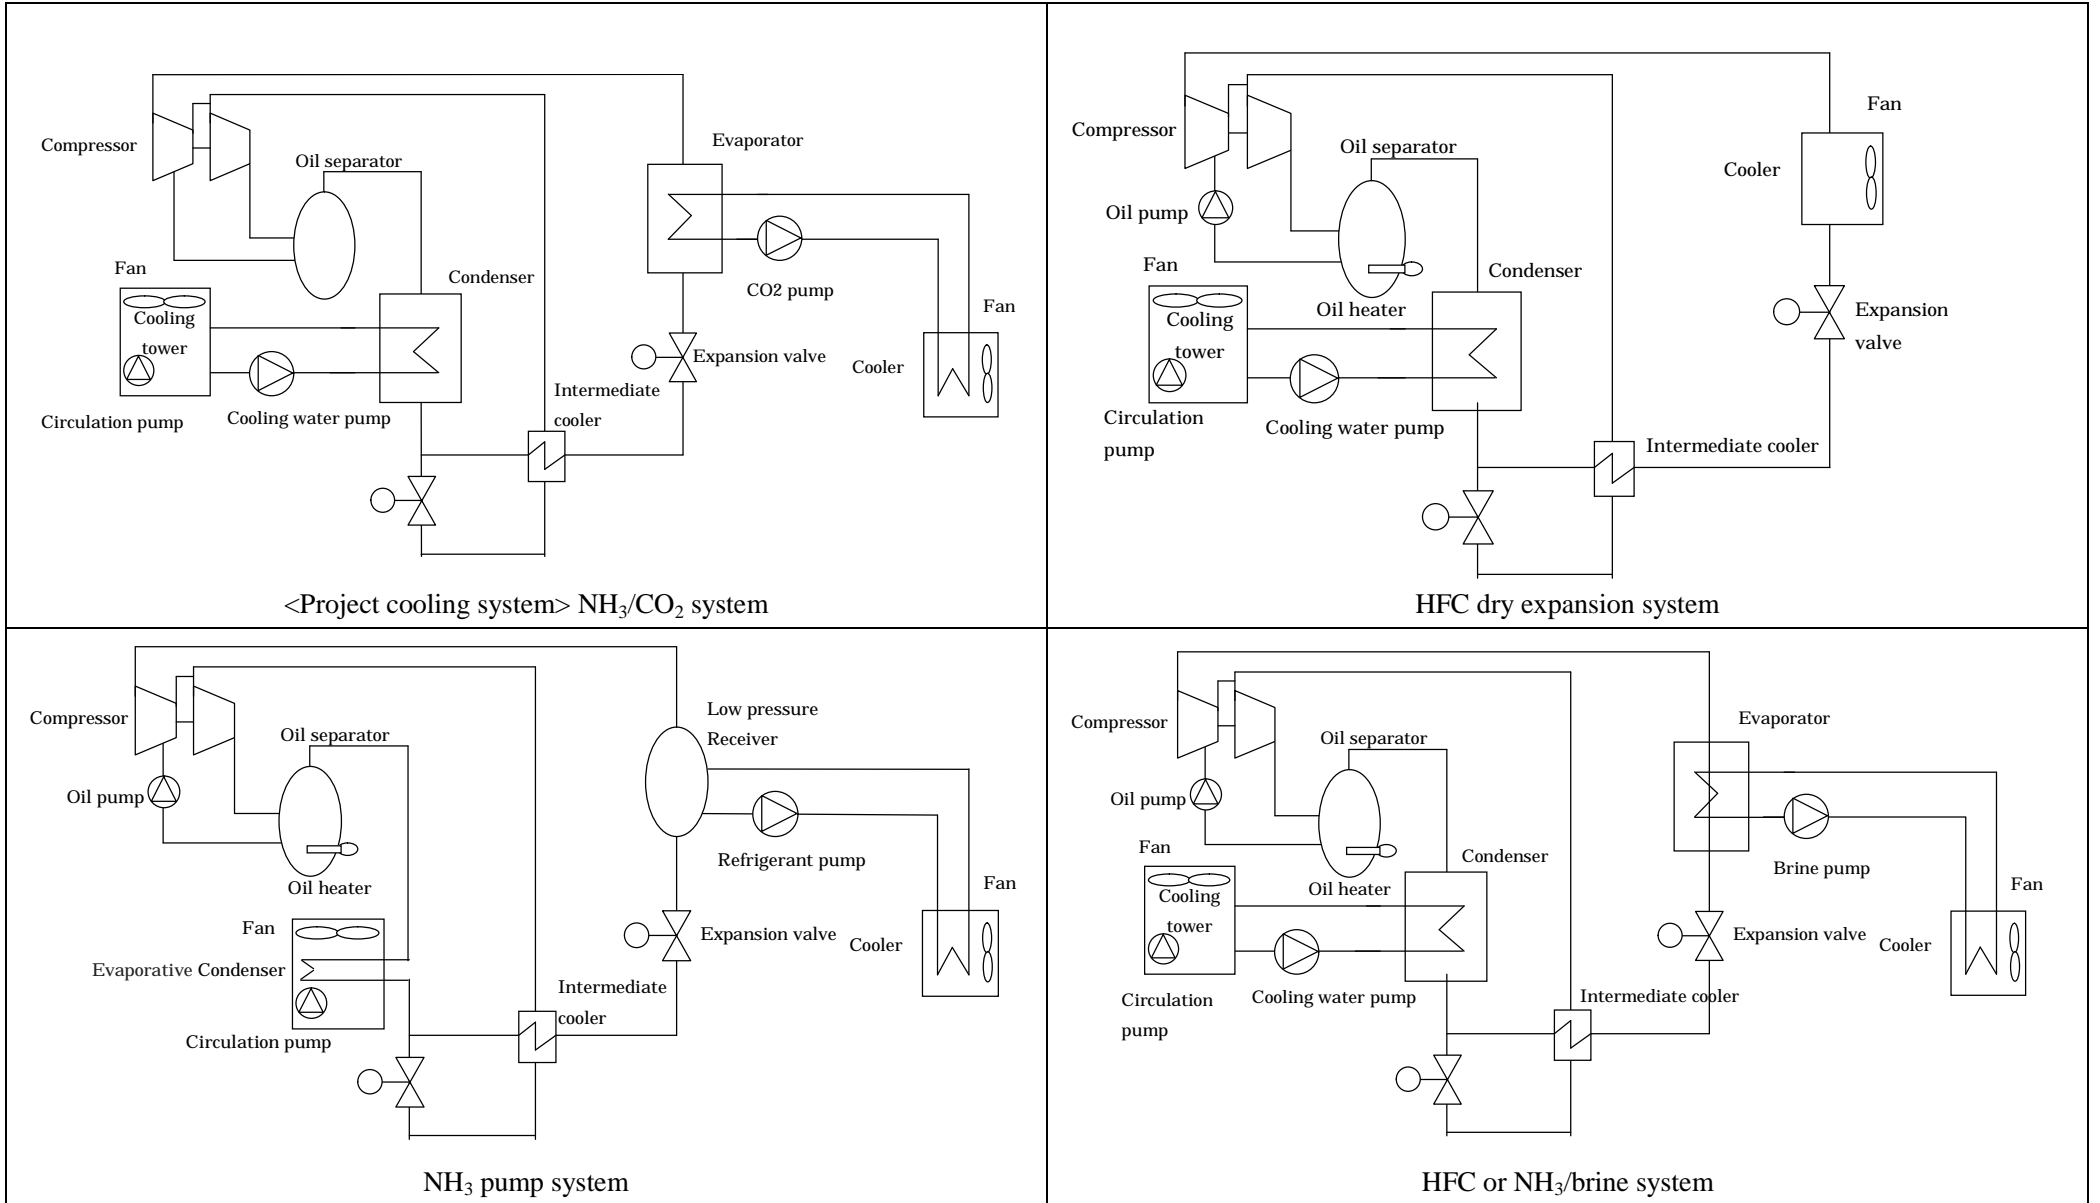 Compressor
Oil separator
Evaporator
Fan
Cooling
tower
Circulation pump
Cooling water pump
Condenser
CO2 pump
Expansion valve
Intermediate
cooler
Fan
Cooler
<Project cooling system> NH₃/CO₂ system
Compressor
Oil separator
Oil pump
Oil heater
Fan
Cooling
tower
Circulation
pump
Cooling water pump
Condenser
Fan
Cooler
Expansion
valve
Intermediate cooler
HFC dry expansion system
Compressor
Oil separator
Oil pump
Oil heater
Fan
Evaporative Condenser
Circulation pump
Low pressure
Receiver
Refrigerant pump
Expansion valve
Intermediate
cooler
Fan
Cooler
NH₃ pump system
Compressor
Oil separator
Oil pump
Oil heater
Fan
Cooling
tower
Circulation
pump
Cooling water pump
Condenser
Evaporator
Brine pump
Expansion valve
Intermediate cooler
Fan
Cooler
HFC or NH₃/brine system